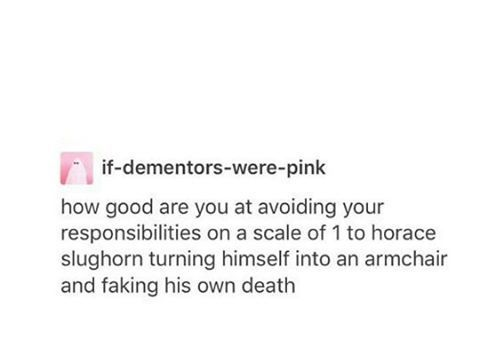 if-dementors-were-pink
how good are you at avoiding your
responsibilities on a scale of 1 to horace
slughorn turning himself into an armchair
and faking his own death